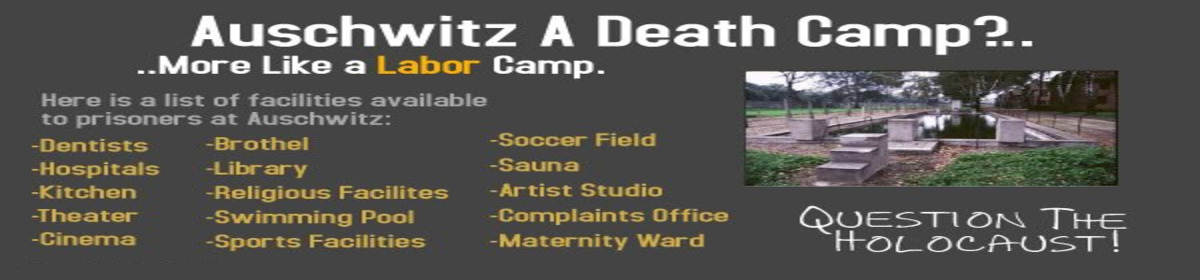 Auschwitz A Death Camp?..
..More Like a Labor Camp.
Here is a list of facilities available
to prisoners at Auschwitz:
-Dentists
-Hospitals
-Kitchen
-Theater
-Cinema
-Brothel
-Library
-Religious Facilites
-Swimming Pool
-Sports Facilities
-Soccer Field
-Sauna
-Artist Studio
-Complaints Office
-Maternity Ward
QUESTION THE
HOLOCAUST!